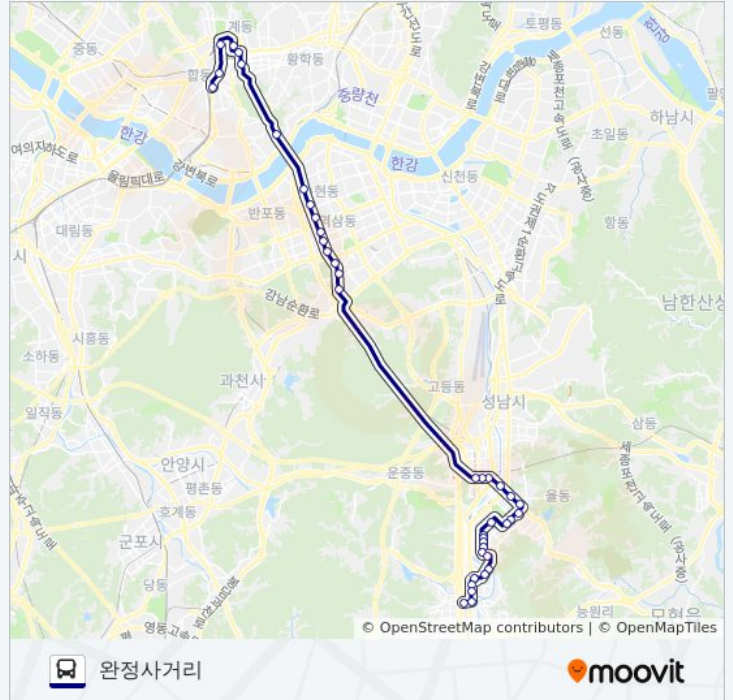 계동
중동
황학동
토평동
선동
한강
합동
중랑천
하남시
초일동
한강
여의지하도로
올림픽대로
강변북로
한강
신천동
대림동
반포동
역삼동
항동
시
강남순환로
남한산성
시흥동
소하동
과천시
고등동
성남시
일직동
삼동
안양시
운중동
평촌동
율동
호계동
군포시
당동
능원리
© OpenStreetMap contributors | © OpenMapTiles
완정사거리
moovit